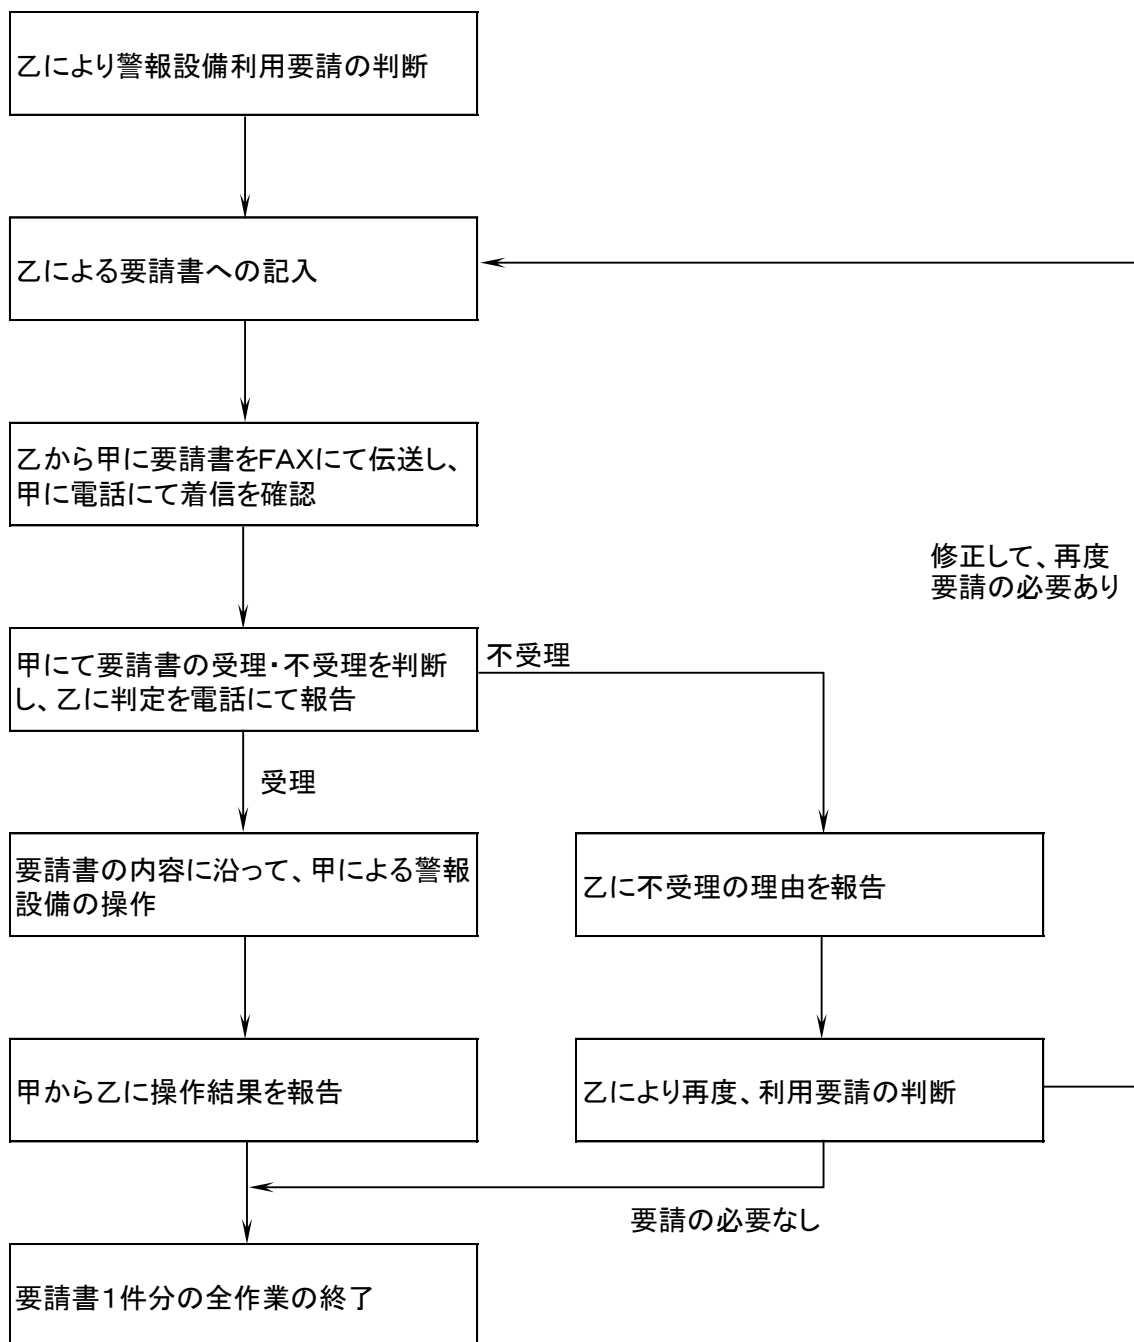 乙により警報設備利用要請の判断
乙による要請書への記入
乙から甲に要請書をFAXにて伝送し、
甲に電話にて着信を確認
修正して、再度
要請の必要あり
甲にて要請書の受理・不受理を判断
し、乙に判定を電話にて報告
不受理
受理
要請書の内容に沿って、甲による警報
設備の操作
乙に不受理の理由を報告
甲から乙に操作結果を報告
乙により再度、利用要請の判断
要請の必要なし
要請書1件分の全作業の終了